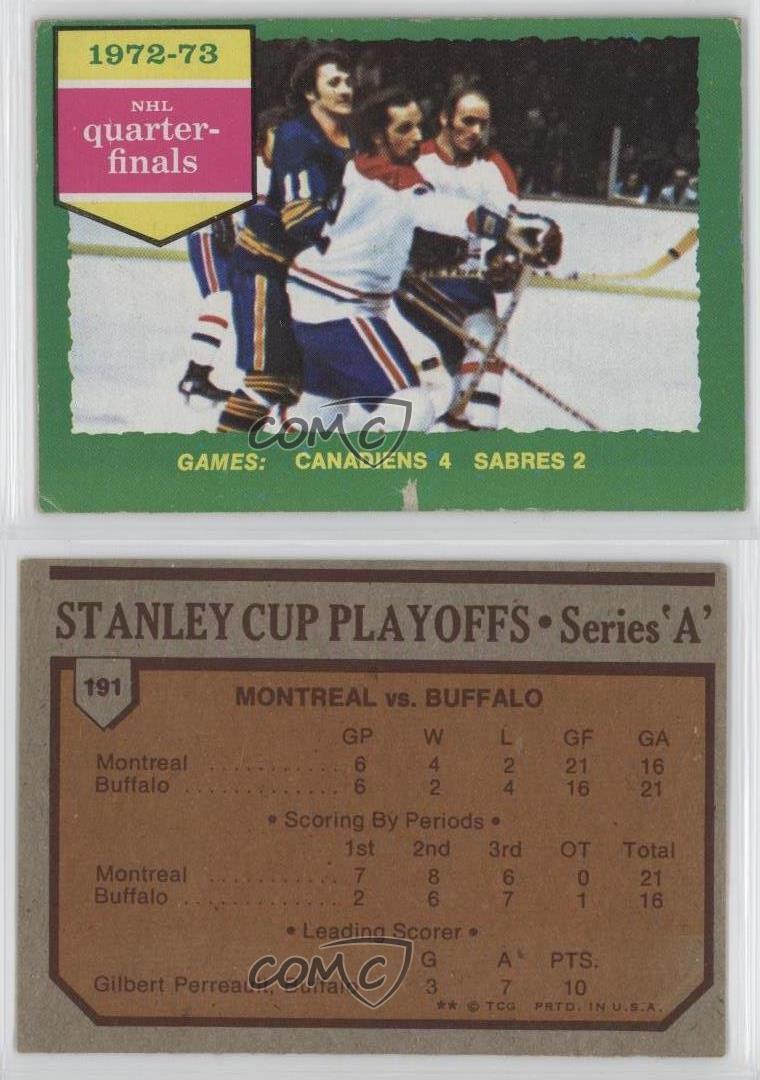 1972-73
NHL
quarter-
finals
11
COMC
GAMES: CANADIENS 4 SABRES 2
STANLEY CUP PLAYOFFS • Series 'A'
191
MONTREAL vs. BUFFALO
GP W L GF GA
Montreal ............ 6 4 2 21 16
Buffalo ............. 6 2 4 16 21
• Scoring By Periods •
1st 2nd 3rd OT Total
Montreal ............ 7 8 6 0 21
Buffalo ............. 2 6 7 1 16
• Leading Scorer •
G A PTS.
COMC
Gilbert Perreault, Buffalo 3 7 10
** © TCG PRTD. IN U.S.A.